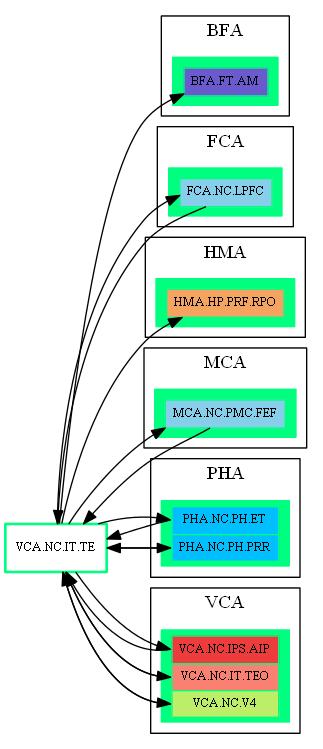 BFA
BFA.FT.AM
FCA
FCA.NC.LPFC
HMA
HMA.HP.PRF.RPO
MCA
MCA.NC.PMC.FEF
PHA
PHA.NC.PH.ET
VCA.NC.IT.TE
PHA.NC.PH.PRR
VCA
VCA.NC.IPS.AIP
VCA.NC.IT.TEO
VCA.NC.V4